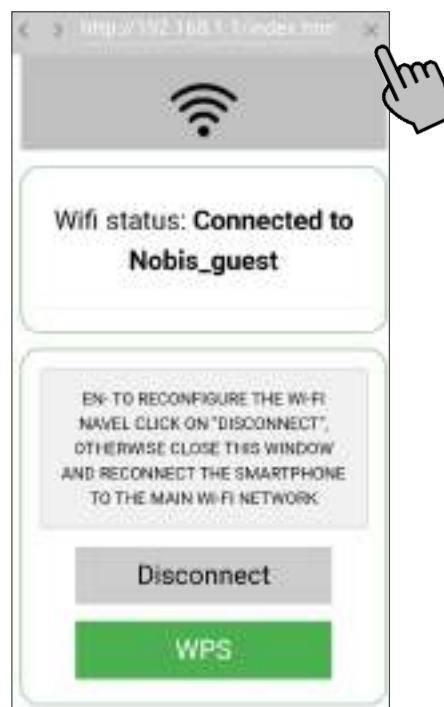 http://192.168.1.1/index.htm
Wifi status: Connected to
Nobis_guest
EN- TO RECONFIGURE THE WI-FI
NAVEL CLICK ON "DISCONNECT",
OTHERWISE CLOSE THIS WINDOW
AND RECONNECT THE SMARTPHONE
TO THE MAIN WI-FI NETWORK
Disconnect
WPS